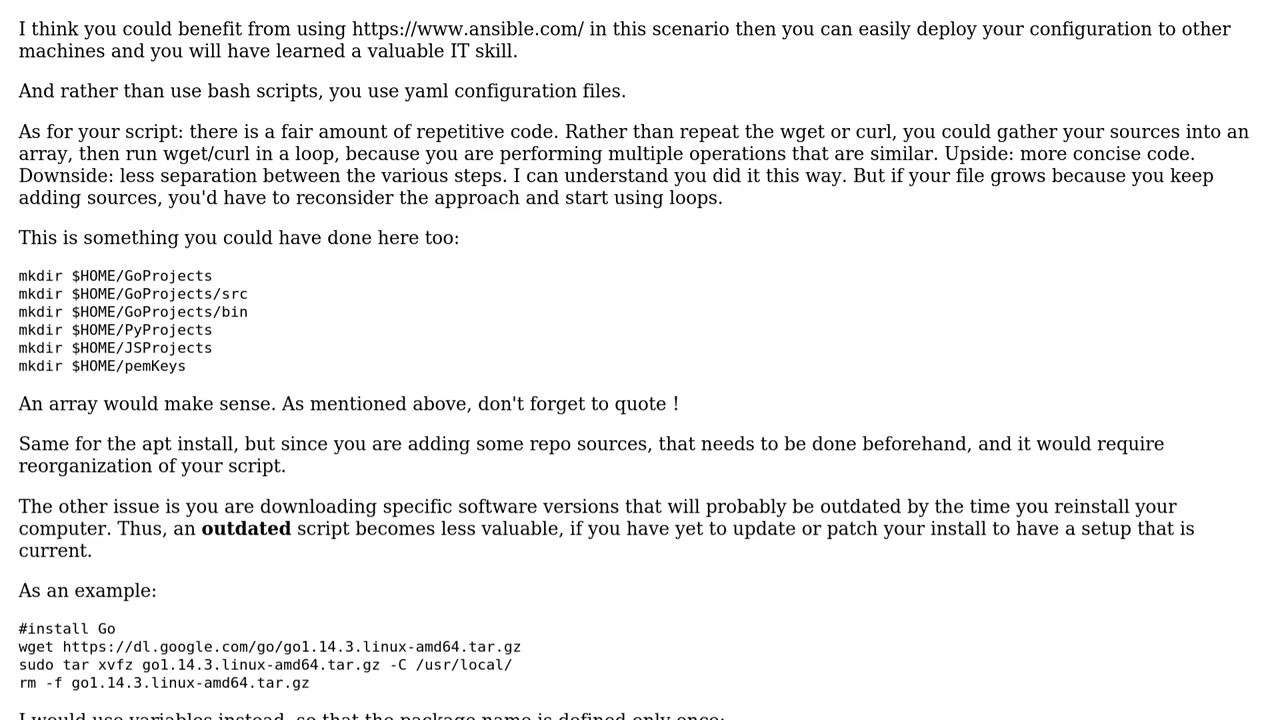 I think you could benefit from using https://www.ansible.com/ in this scenario then you can easily deploy your configuration to other
machines and you will have learned a valuable IT skill.
And rather than use bash scripts, you use yaml configuration files.
As for your script: there is a fair amount of repetitive code. Rather than repeat the wget or curl, you could gather your sources into an
array, then run wget/curl in a loop, because you are performing multiple operations that are similar. Upside: more concise code.
Downside: less separation between the various steps. I can understand you did it this way. But if your file grows because you keep
adding sources, you'd have to reconsider the approach and start using loops.
This is something you could have done here too:
mkdir $HOME/GoProjects
mkdir $HOME/GoProjects/src
mkdir $HOME/GoProjects/bin
mkdir $HOME/PyProjects
mkdir $HOME/JSProjects
mkdir $HOME/pemKeys
An array would make sense. As mentioned above, don't forget to quote !
Same for the apt install, but since you are adding some repo sources, that needs to be done beforehand, and it would require
reorganization of your script.
The other issue is you are downloading specific software versions that will probably be outdated by the time you reinstall your
computer. Thus, an outdated script becomes less valuable, if you have yet to update or patch your install to have a setup that is
current.
As an example:
#install Go
wget https://dl.google.com/go/go1.14.3.linux-amd64.tar.gz
sudo tar xvfz go1.14.3.linux-amd64.tar.gz -C /usr/local/
rm -f go1.14.3.linux-amd64.tar.gz
I would use variables instead, so that the package name is defined only once: